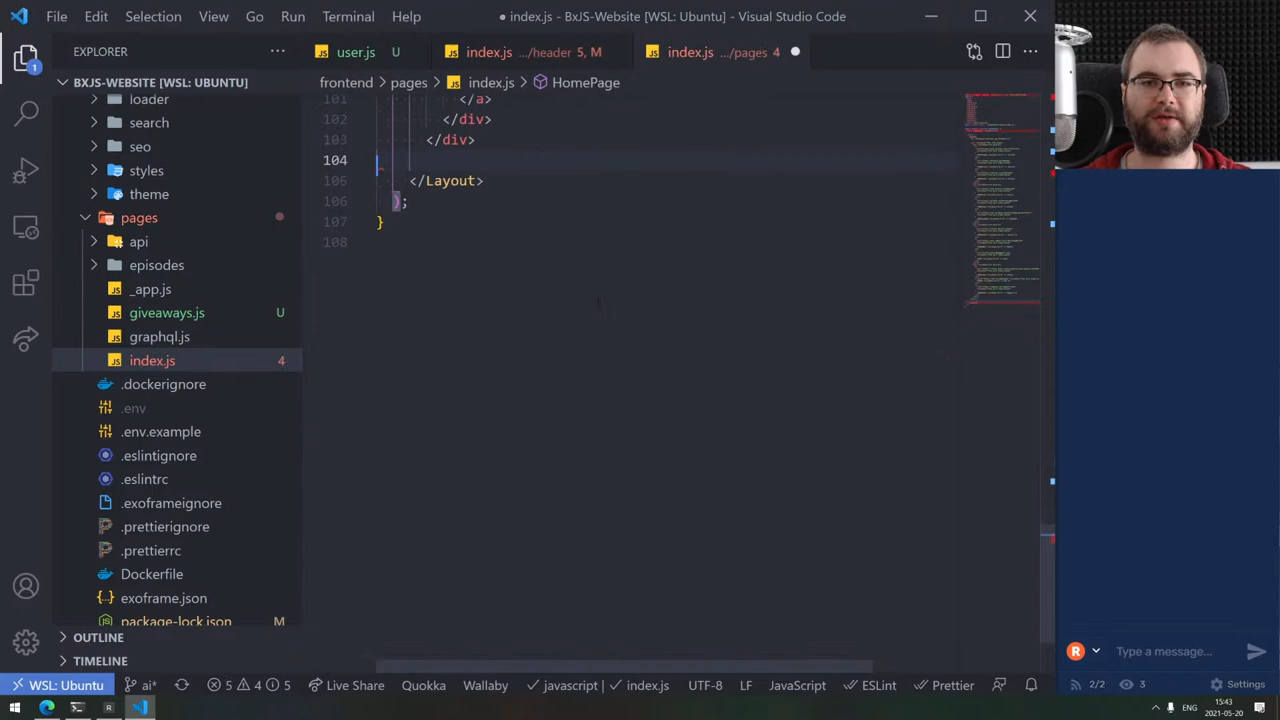 File Edit Selection View Go Run Terminal Help
● index.js - BxJS-Website [WSL: Ubuntu] - Visual Studio Code
EXPLORER
user.js U index.js .../header 5, M index.js .../pages 4
BXJS-WEBSITE [WSL: UBUNTU]
frontend > pages > index.js > HomePage
loader
search
seo
styles
theme
pages
api
episodes
_app.js
giveaways.js U
graphql.js
index.js 4
.dockerignore
.env
.env.example
.eslintignore
.eslintrc
.exoframeignore
.prettierignore
.prettierrc
Dockerfile
exoframe.json
package-lock.json M
OUTLINE
TIMELINE
101 </a>
102 </div>
103 </div>
104
105 </Layout>
106 );
107 }
108
R Type a message...
2/2 3 Settings
WSL: Ubuntu ai* 5 4 5 Live Share Quokka Wallaby javascript | index.js UTF-8 LF JavaScript ESLint Prettier
ENG 15:43
2021-05-20